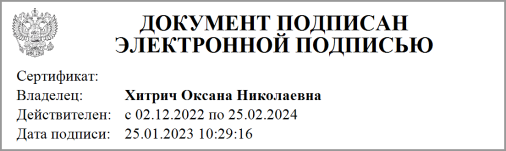 ДОКУМЕНТ ПОДПИСАН
ЭЛЕКТРОННОЙ ПОДПИСЬЮ
Сертификат:
Владелец: Хитрич Оксана Николаевна
Действителен: с 02.12.2022 по 25.02.2024
Дата подписи: 25.01.2023 10:29:16